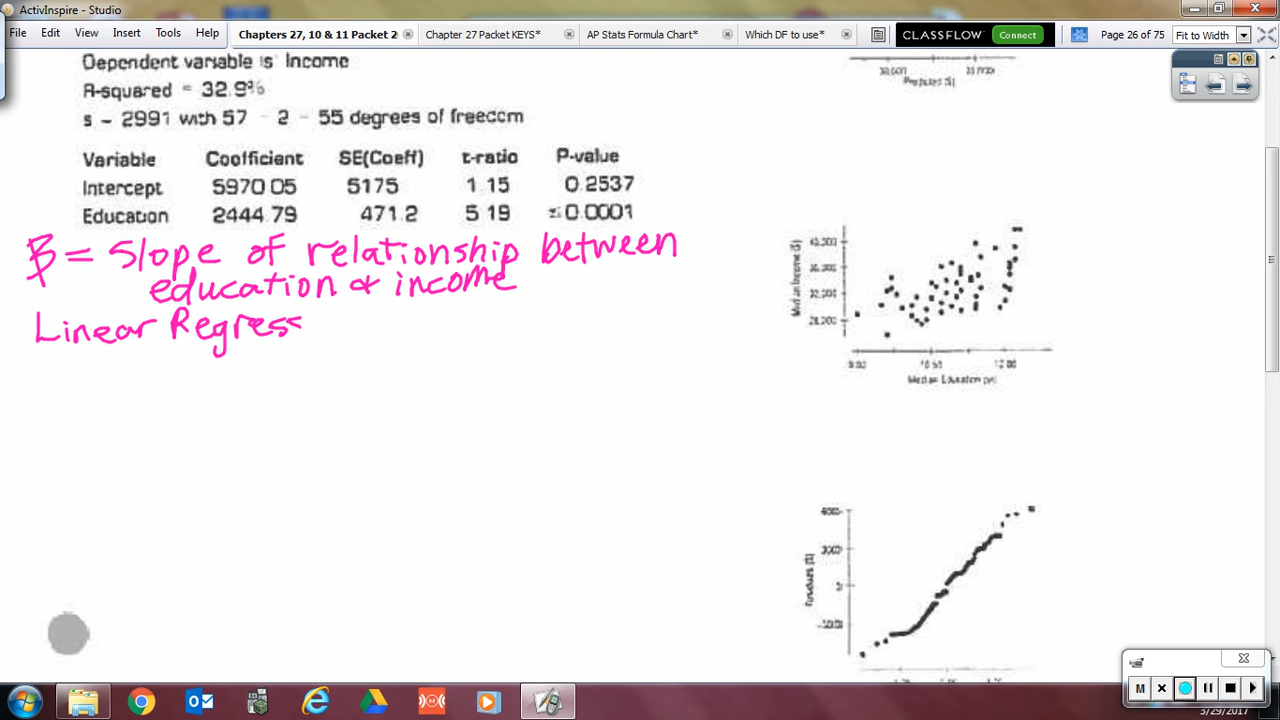 ActivInspire - Studio
File Edit View Insert Tools Help
Chapters 27, 10 & 11 Packet 2 Chapter 27 Packet KEYS* AP Stats Formula Chart* Which DF to use*
CLASSFLOW Connect
Page 26 of 75 Fit to Width
Dependent variable is Income
R-squared = 32.9%
s = 2991 with 57 - 2 = 55 degrees of freedom
Variable Coefficient SE(Coeff) t-ratio P-value
Intercept 5970.05 5175 1.15 0.2537
Education 2444.79 471.2 5.19 ≤ 0.0001
β = Slope of relationship between
education & income
Linear Regress
Predicted ($)
Median Income ($)
Median Education (yr)
M
3/29/2017